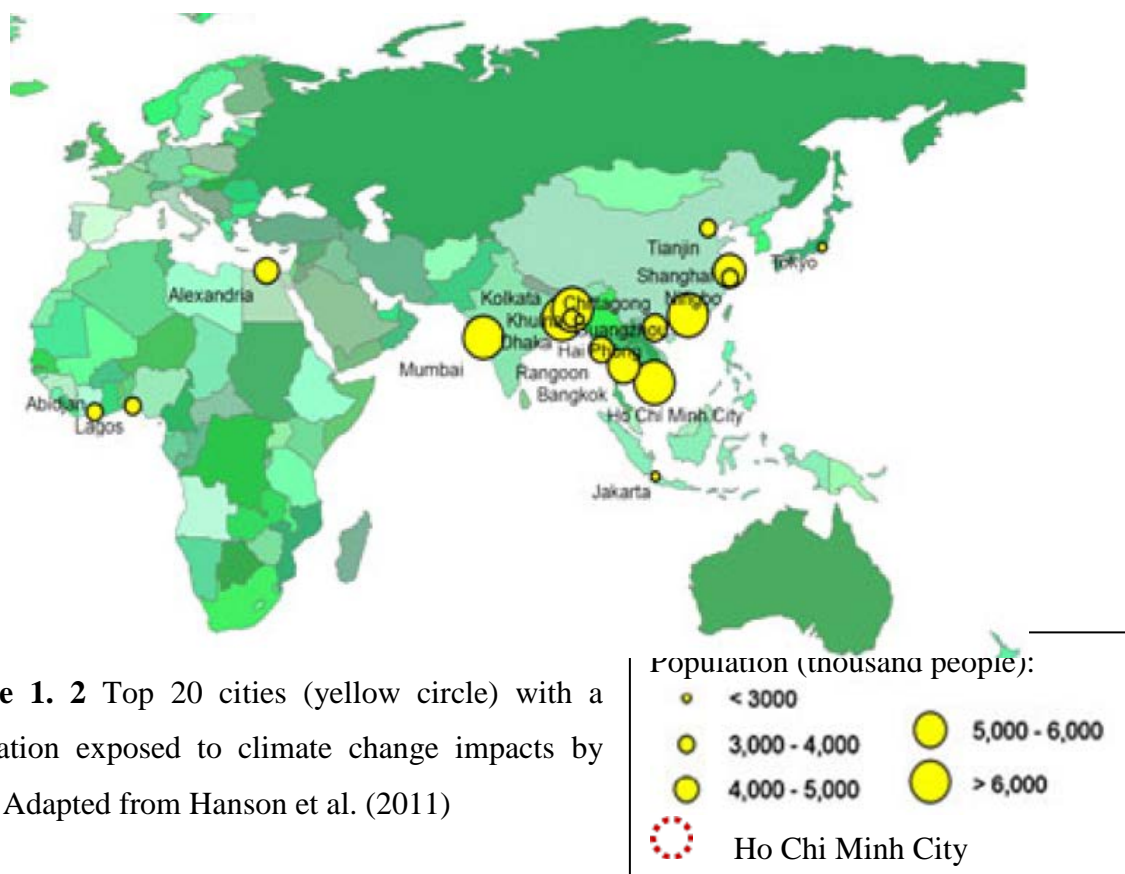 Tianjin
Tokyo
Shanghai
Alexandria
Kolkata
Chittagong
Ningbo
Khulna
Guangzhou
Dhaka
Hai Phong
Mumbai
Rangoon
Bangkok
Abidjan
Ho Chi Minh City
Lagos
Jakarta
e 1. 2 Top 20 cities (yellow circle) with a
ation exposed to climate change impacts by
Adapted from Hanson et al. (2011)
Population (thousand people):
< 3000
3,000 - 4,000
4,000 - 5,000
5,000 - 6,000
> 6,000
Ho Chi Minh City